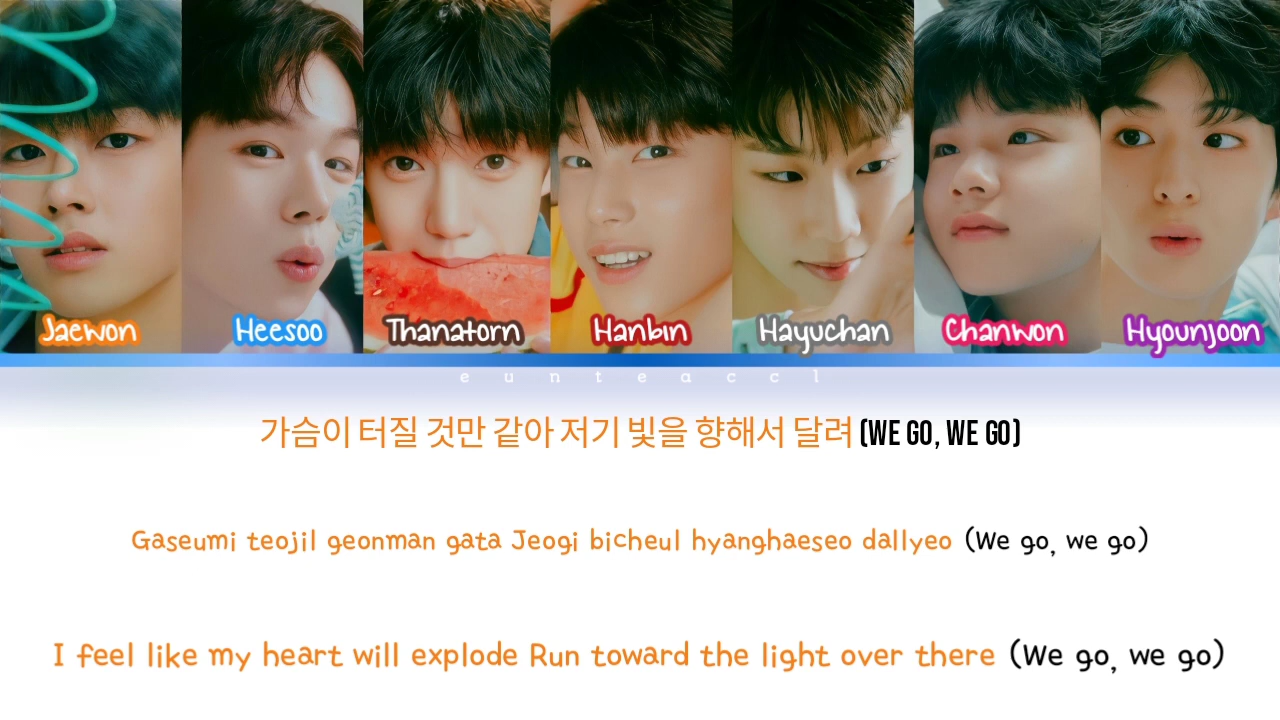 Jaewon Heesoo Thanatorn Hanbin Hayuchan Chanwon Hyounjoon
eunteaccl
가슴이 터질 것만 같아 저기 빛을 향해서 달려 (WE GO, WE GO)
Gaseumi teojil geonman gata Jeogi bicheul hyanghaeseo dallyeo (We go, we go)
I feel like my heart will explode Run toward the light over there (We go, we go)